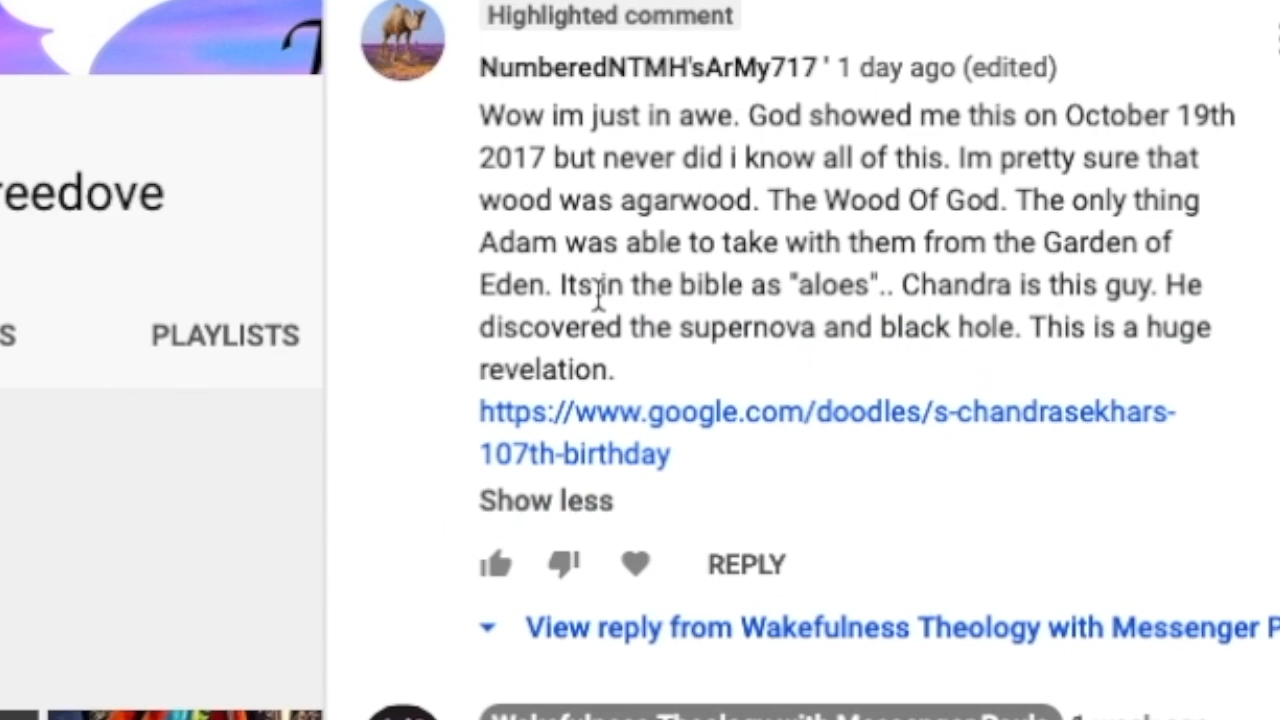 Highlighted comment
NumberedNTMH'sArMy717 ' 1 day ago (edited)
Wow im just in awe. God showed me this on October 19th
2017 but never did i know all of this. Im pretty sure that
wood was agarwood. The Wood Of God. The only thing
Adam was able to take with them from the Garden of
Eden. Its in the bible as "aloes".. Chandra is this guy. He
discovered the supernova and black hole. This is a huge
revelation.
https://www.google.com/doodles/s-chandrasekhars-
107th-birthday
Show less
REPLY
View reply from Wakefulness Theology with Messenger P
reedove
S PLAYLISTS
Wakefulness Theology with Messenger